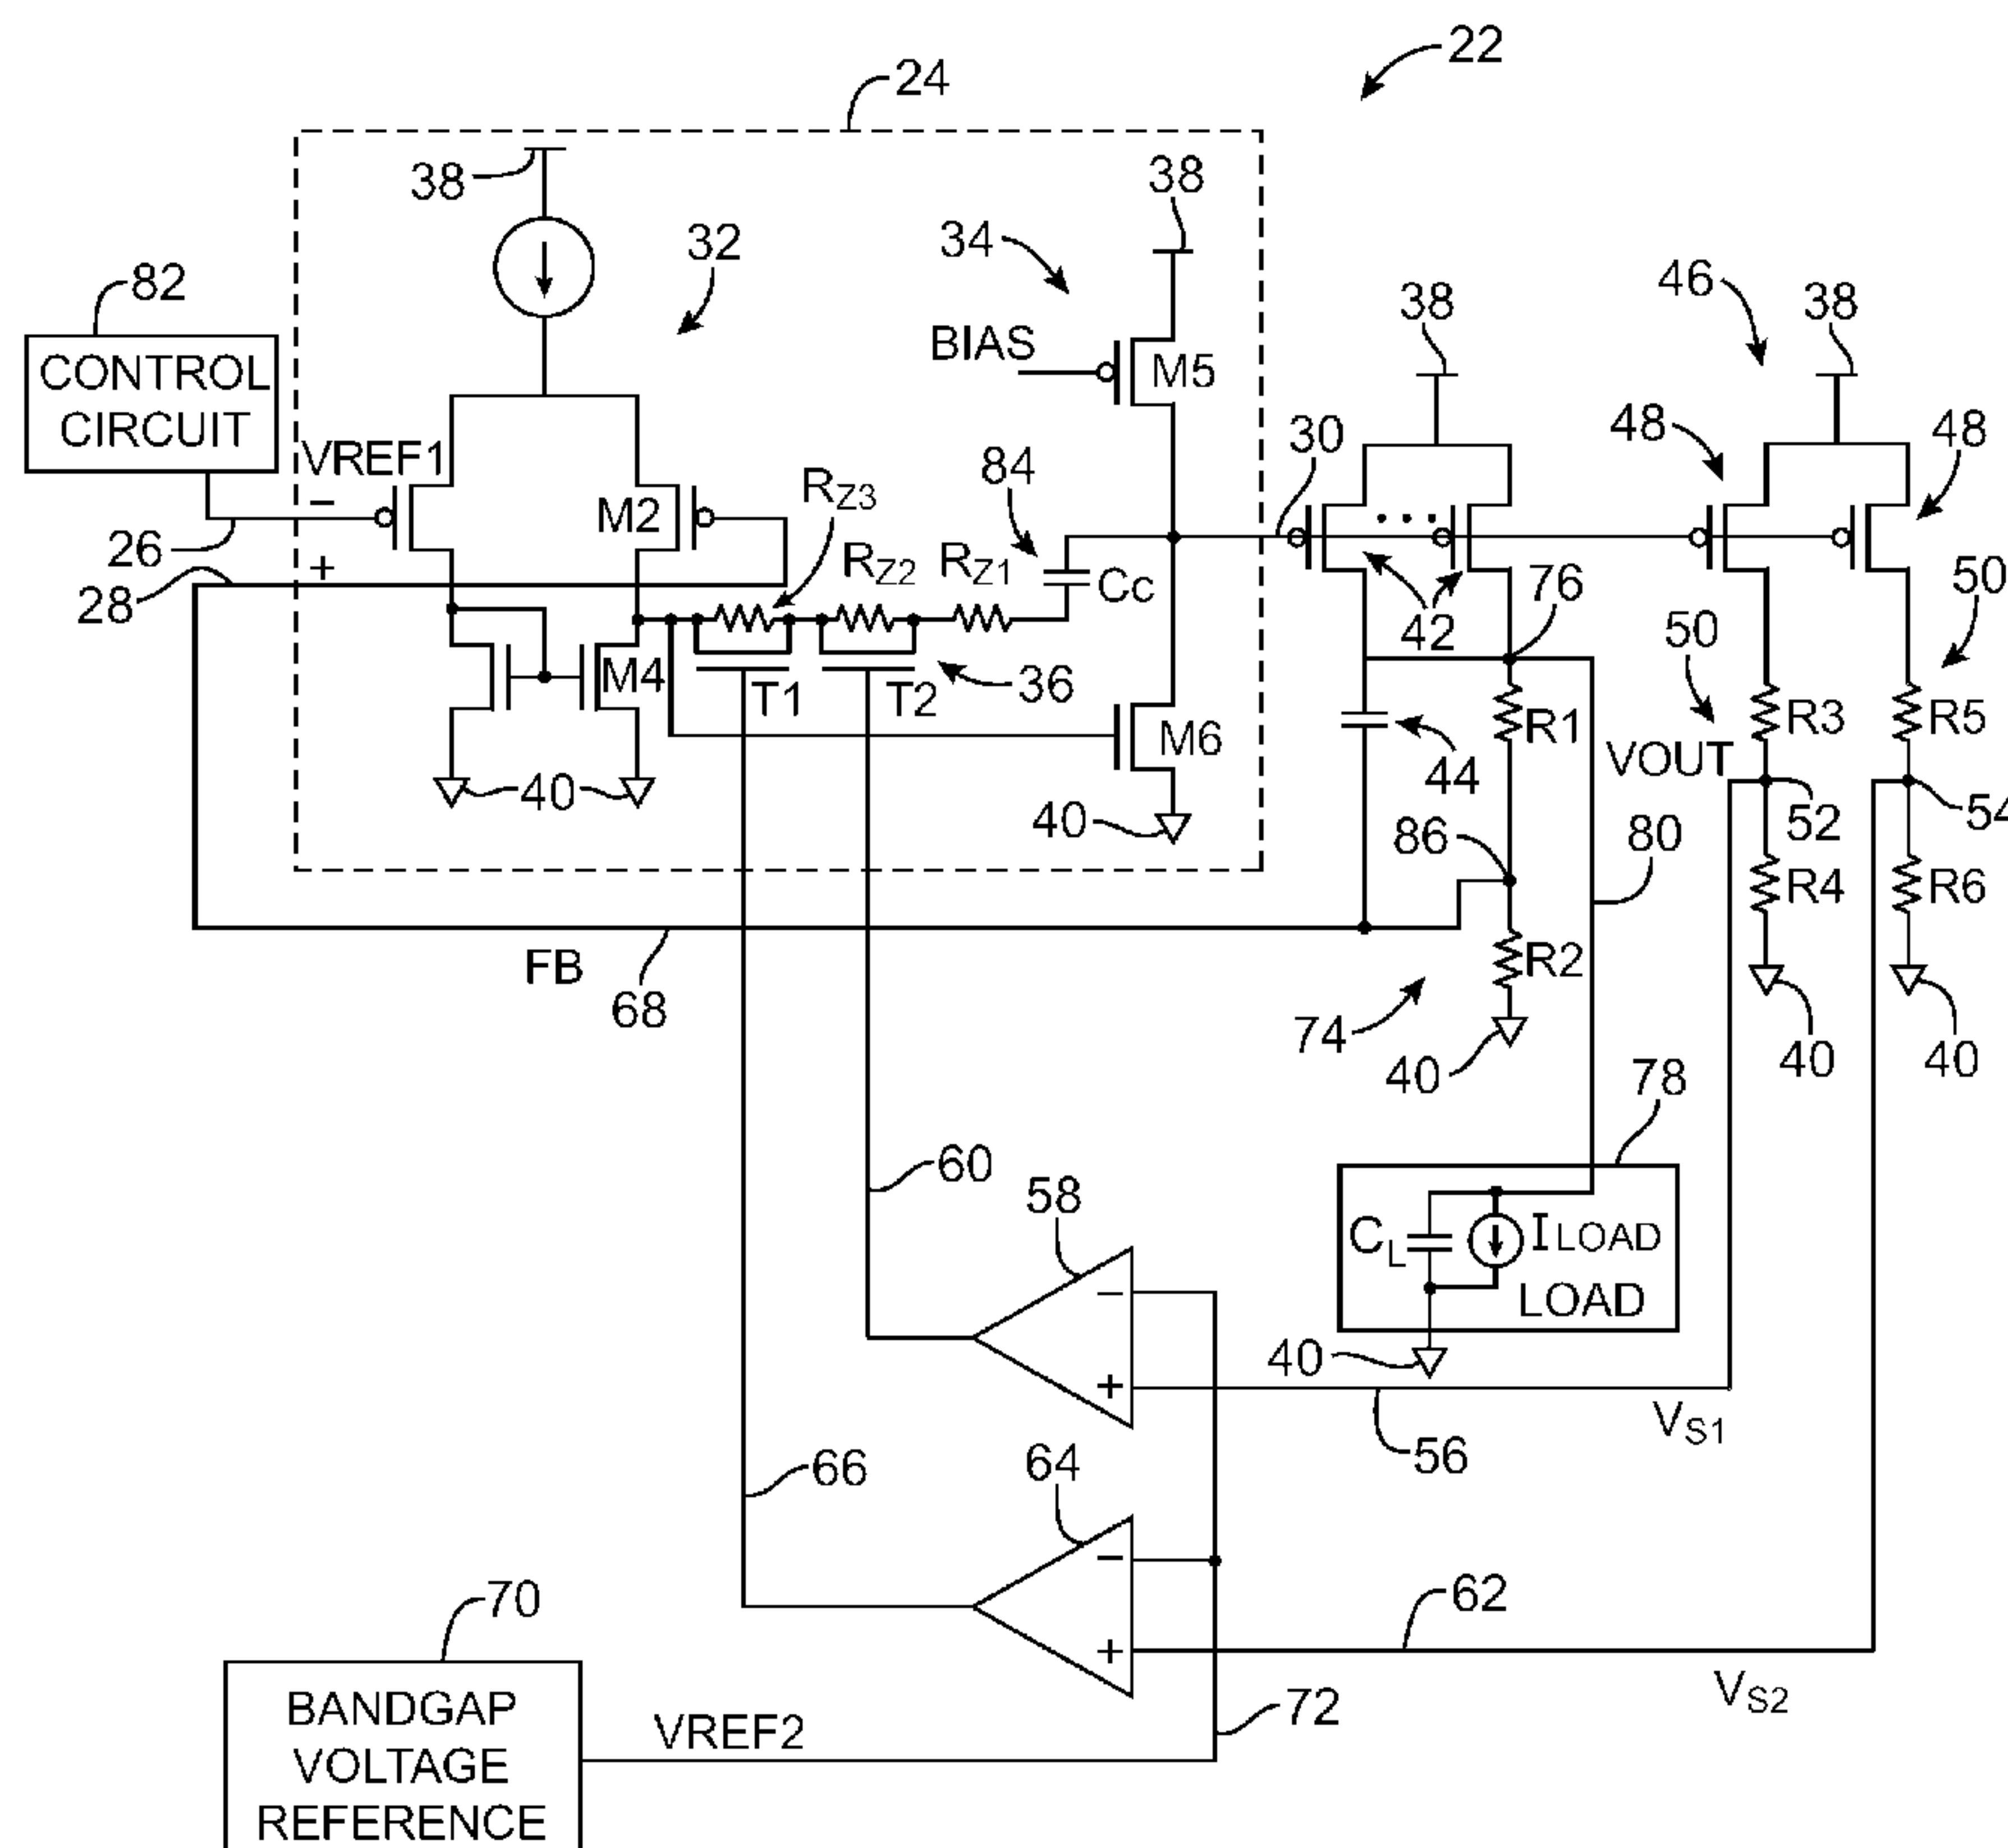 22
24
38
38
34
32
46
38
38
82
CONTROL
CIRCUIT
BIAS
M5
VREF1
−
30
48
48
84
RZ3
M2
26
+
RZ2
RZ1
Cc
28
76
50
42
50
M4
36
T1
T2
M6
R1
R3
R5
44
VOUT
40
40
52
54
86
80
R4
R6
FB
R2
68
74
40
40
40
78
60
58
CL
ILOAD
LOAD
−
40
+
VS1
56
66
64
−
62
70
+
VS2
72
BANDGAP
VOLTAGE
REFERENCE
VREF2